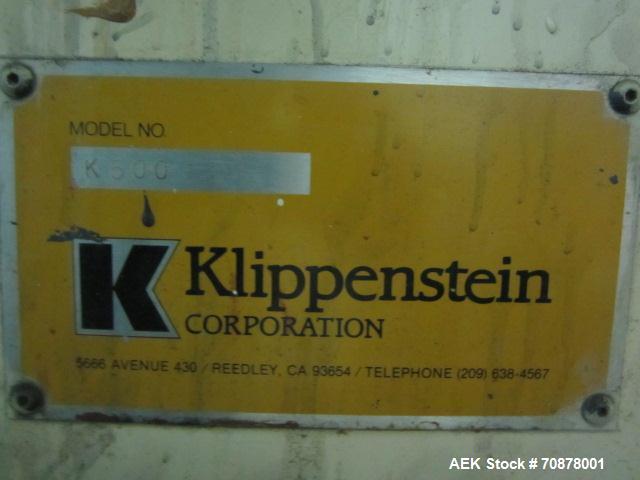 MODEL NO.
K500
K Klippenstein
CORPORATION
5666 AVENUE 430 / REEDLEY, CA 93654 / TELEPHONE (209) 638-4567
AEK Stock #70878001